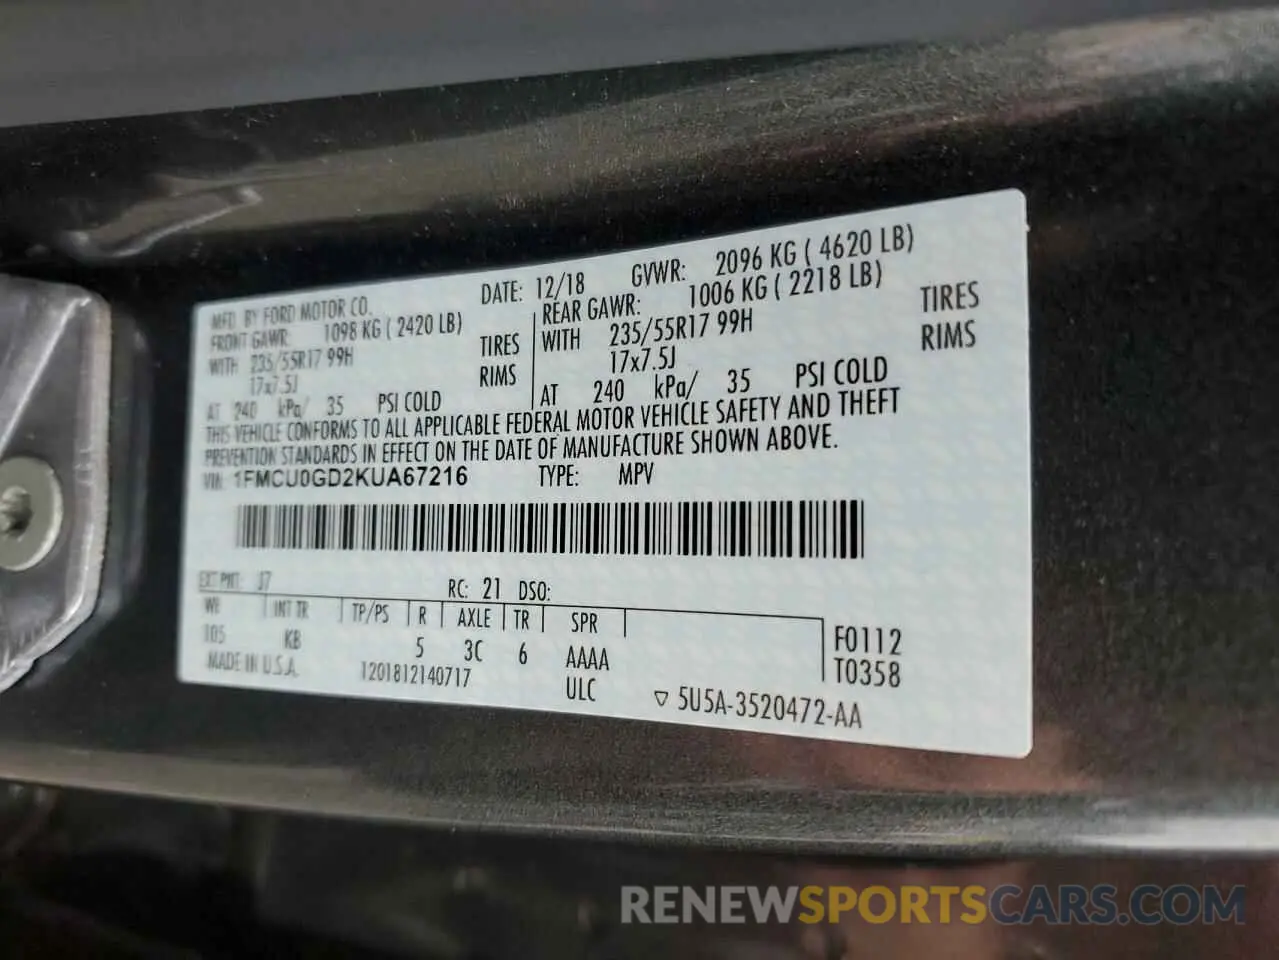 MFD. BY FORD MOTOR CO. DATE: 12/18 GVWR: 2096 KG ( 4620 LB)
FRONT GAWR: 1098 KG ( 2420 LB) REAR GAWR: 1006 KG ( 2218 LB)
WITH 235/55R17 99H TIRES WITH 235/55R17 99H TIRES
17x7.5J RIMS 17x7.5J RIMS
AT 240 kPa/ 35 PSI COLD AT 240 kPa/ 35 PSI COLD
THIS VEHICLE CONFORMS TO ALL APPLICABLE FEDERAL MOTOR VEHICLE SAFETY AND THEFT
PREVENTION STANDARDS IN EFFECT ON THE DATE OF MANUFACTURE SHOWN ABOVE.
VIN: 1FMCU0GD2KUA67216 TYPE: MPV
EXT PNT: J7 RC: 21 DSO:
WB INT TR TP/PS R AXLE TR SPR
105 KB 5 3C 6 AAAA F0112
MADE IN U.S.A. 1201812140717 ULC T0358
▽ 5U5A-3520472-AA
RENEWSPORTSCARS.COM